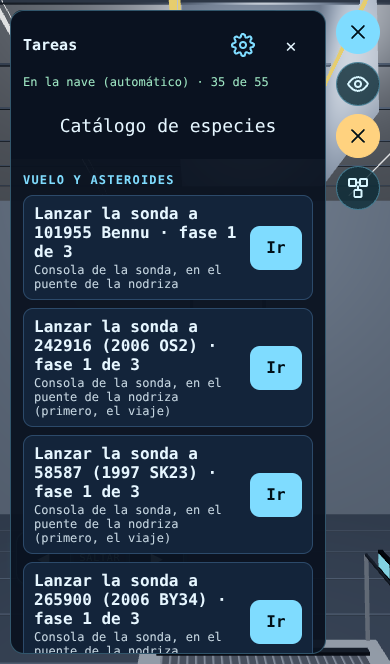 Tareas
En la nave (automático) · 35 de 55
Catálogo de especies
VUELO Y ASTEROIDES
Lanzar la sonda a
101955 Bennu · fase 1
de 3
Consola de la sonda, en el
puente de la nodriza
Ir
Lanzar la sonda a
242916 (2006 OS2) ·
fase 1 de 3
Consola de la sonda, en el
puente de la nodriza
(primero, el viaje)
Ir
Lanzar la sonda a
58587 (1997 SK23) ·
fase 1 de 3
Consola de la sonda, en el
puente de la nodriza
(primero, el viaje)
Ir
Lanzar la sonda a
265900 (2006 BY34) ·
fase 1 de 3
Consola de la sonda, en el
puente de la nodriza
Ir